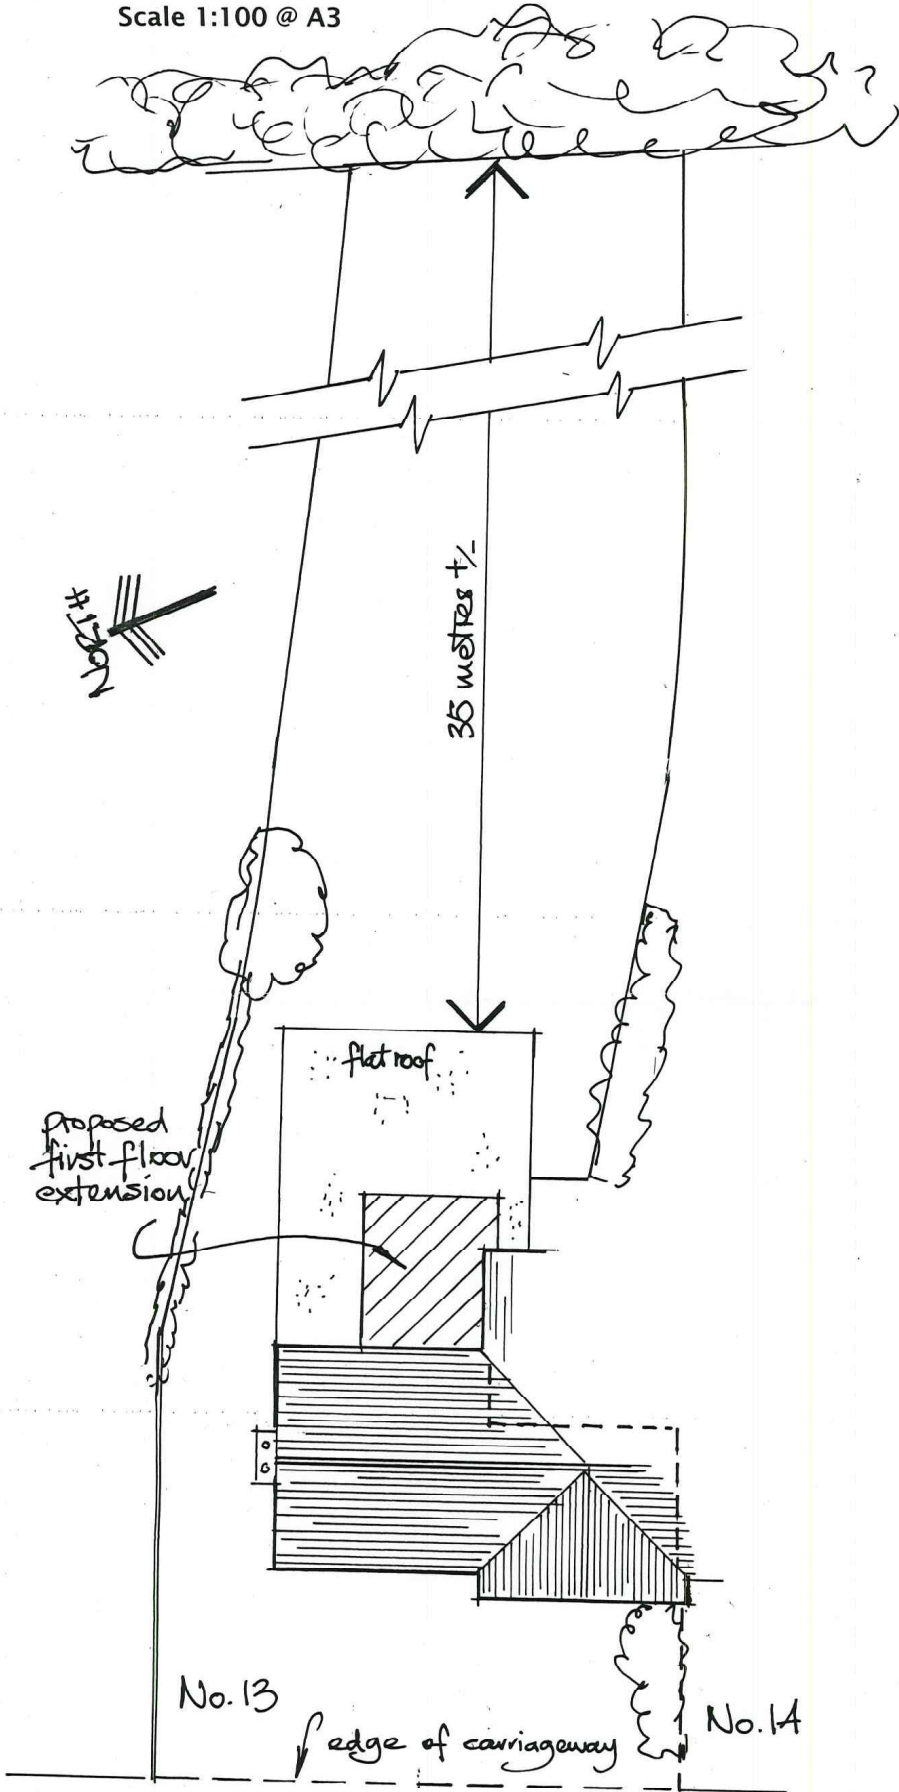 Scale 1:100 @ A3
NORTH
35 metres +/-
flat roof
proposed
first floor
extension
No.13
edge of carriageway
No.14